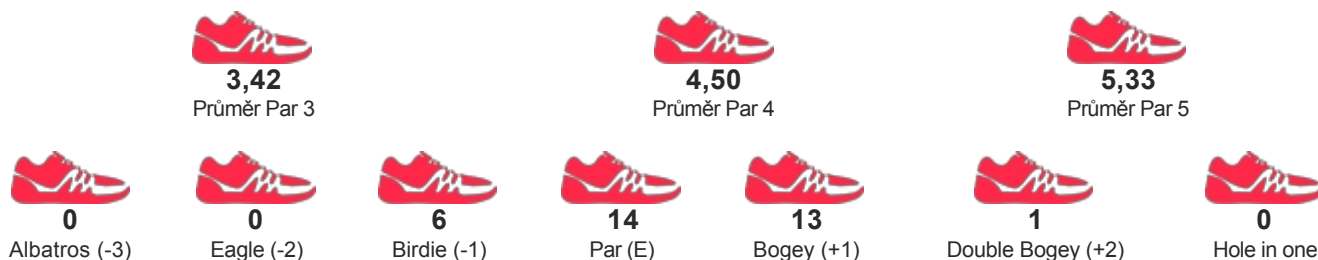 3,42 4,50 5,33
Průměr Par 3 Průměr Par 4 Průměr Par 5
0 0 6 14 13 1 0
Albatros (-3) Eagle (-2) Birdie (-1) Par (E) Bogey (+1) Double Bogey (+2) Hole in one